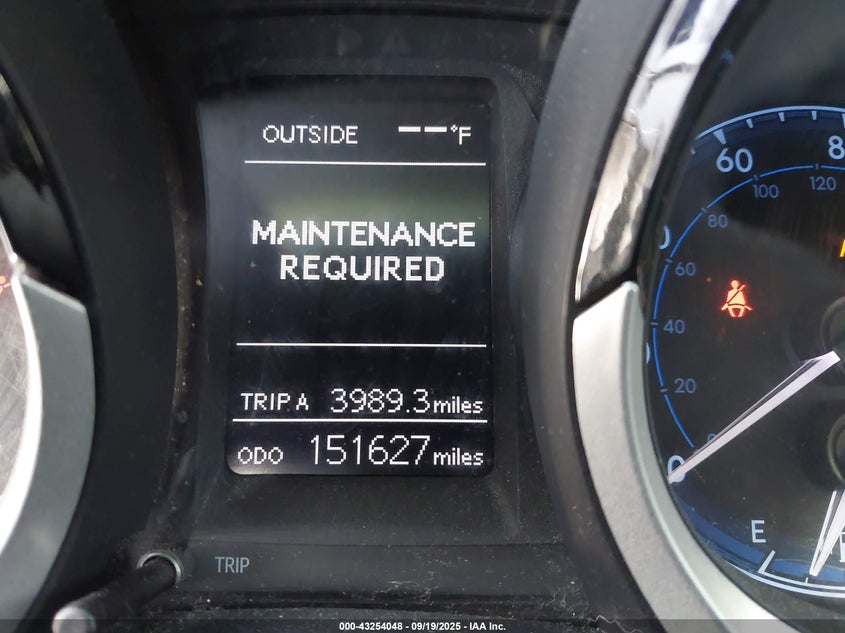 OUTSIDE --°F
MAINTENANCE
REQUIRED
TRIP A 3989.3 miles
ODO 151627 miles
TRIP
60
100
120
80
60
40
20
0
E
000-43254048 - 09/19/2025 - IAA Inc.